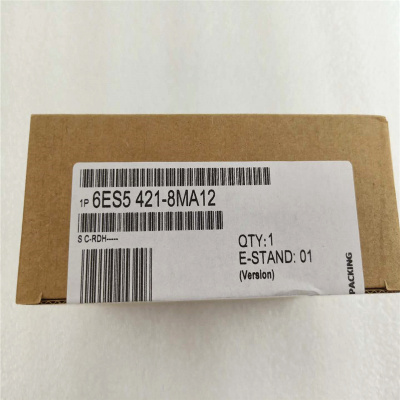 1P 6ES5 421-8MA12
S C-RDH-----
QTY:1
E-STAND: 01
(Version)
PACKING